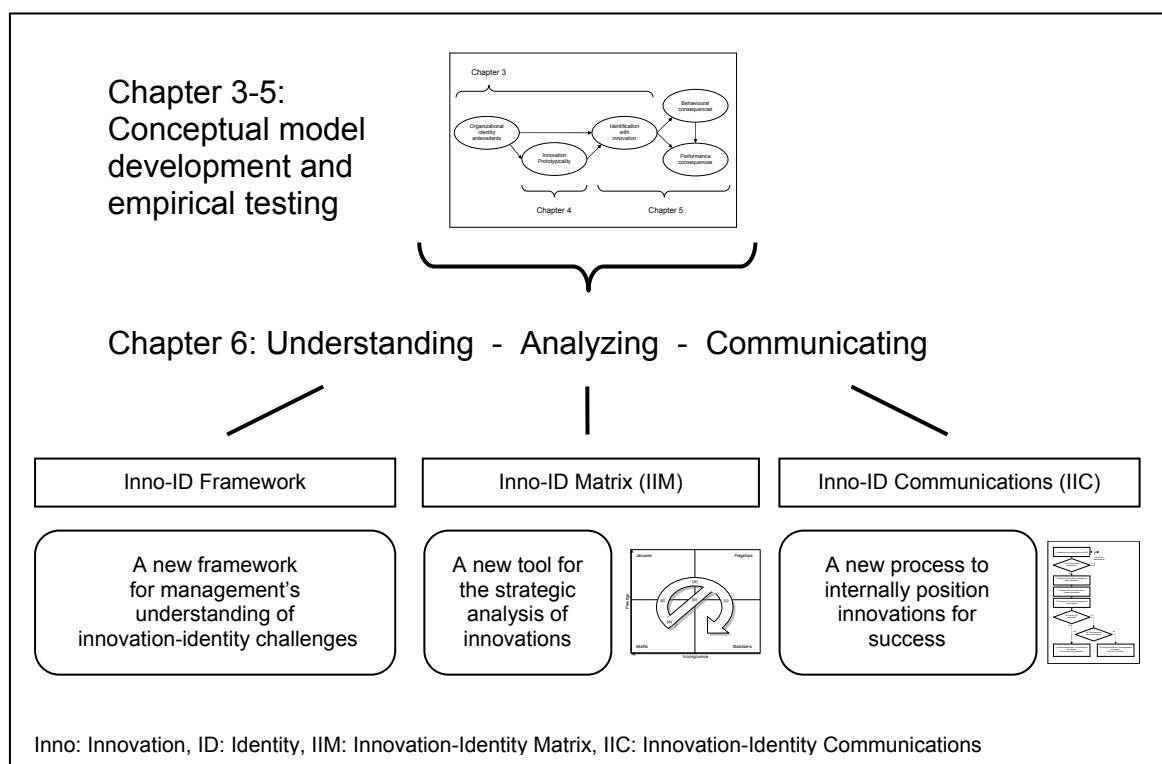 Chapter 3-5:
Conceptual model
development and
empirical testing
Chapter 3
Organizational
identity
antecedents
Innovation
Prototypicality
Identification
with
innovation
Behavioural
consequences
Performance
consequences
Chapter 4
Chapter 5
Chapter 6: Understanding - Analyzing - Communicating
Inno-ID Framework
Inno-ID Matrix (IIM)
Inno-ID Communications (IIC)
A new framework
for management's
understanding of
innovation-identity challenges
A new tool for
the strategic
analysis of
innovations
Januses
Flagships
Prestige
Misfits
Stabilizers
Incongruence
A new process to
internally position
innovations for
success
Inno: Innovation, ID: Identity, IIM: Innovation-Identity Matrix, IIC: Innovation-Identity Communications